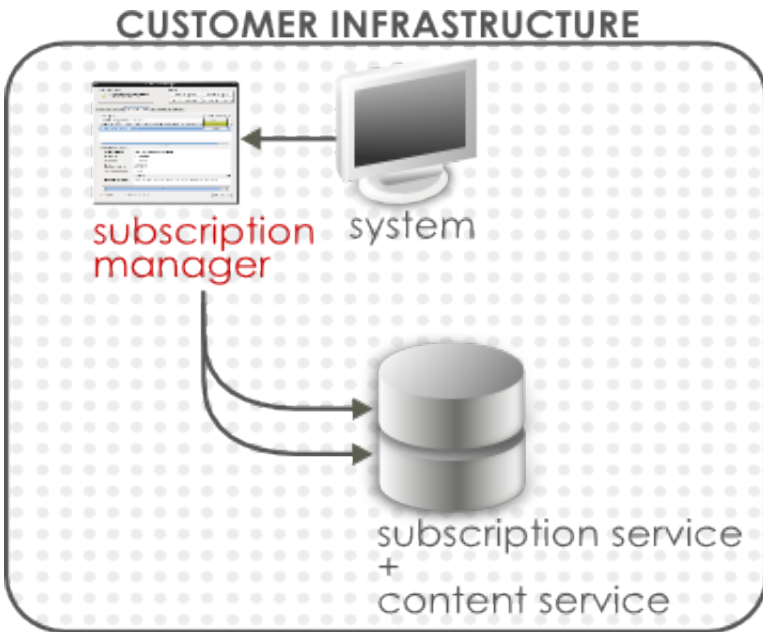 CUSTOMER INFRASTRUCTURE
subscription
manager
system
subscription service
+
content service